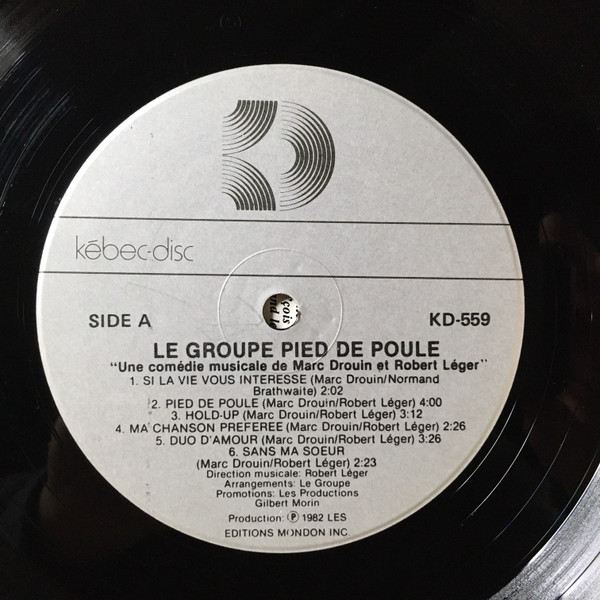 kébec-disc
SIDE A
KD-559
LE GROUPE PIED DE POULE
"Une comédie musicale de Marc Drouin et Robert Léger"
1. SI LA VIE VOUS INTERESSE (Marc Drouin/Normand
Brathwaite) 2:02
2. PIED DE POULE (Marc Drouin/Robert Léger) 4:00
3. HOLD-UP (Marc Drouin/Robert Léger) 3:12
4. MA CHANSON PREFEREE (Marc Drouin/Robert Léger) 2:26
5. DUO D'AMOUR (Marc Drouin/Robert Léger) 3:26
6. SANS MA SOEUR
(Marc Drouin/Robert Léger) 2:23
Direction musicale: Robert Léger
Arrangements: Le Groupe
Promotions: Les Productions
Gilbert Morin
Production: ℗ 1982 LES
EDITIONS MONDON INC.